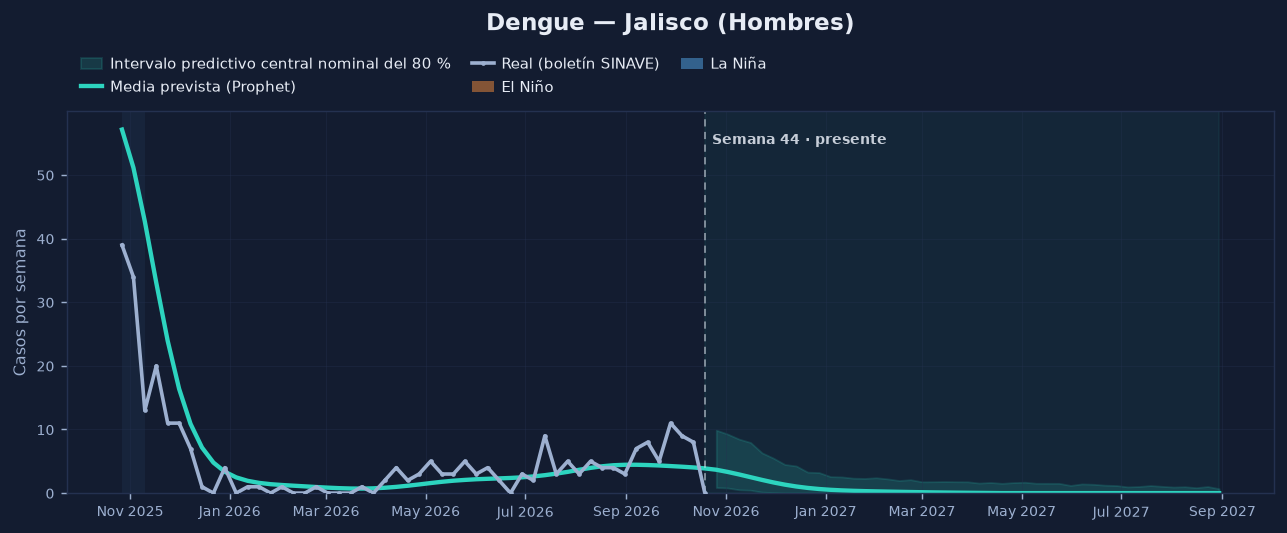 Dengue — Jalisco (Hombres)
Intervalo predictivo central nominal del 80 %
Real (boletín SINAVE)
La Niña
Media prevista (Prophet)
El Niño
Semana 44 · presente
Casos por semana
50
40
30
20
10
0
Nov 2025
Jan 2026
Mar 2026
May 2026
Jul 2026
Sep 2026
Nov 2026
Jan 2027
Mar 2027
May 2027
Jul 2027
Sep 2027